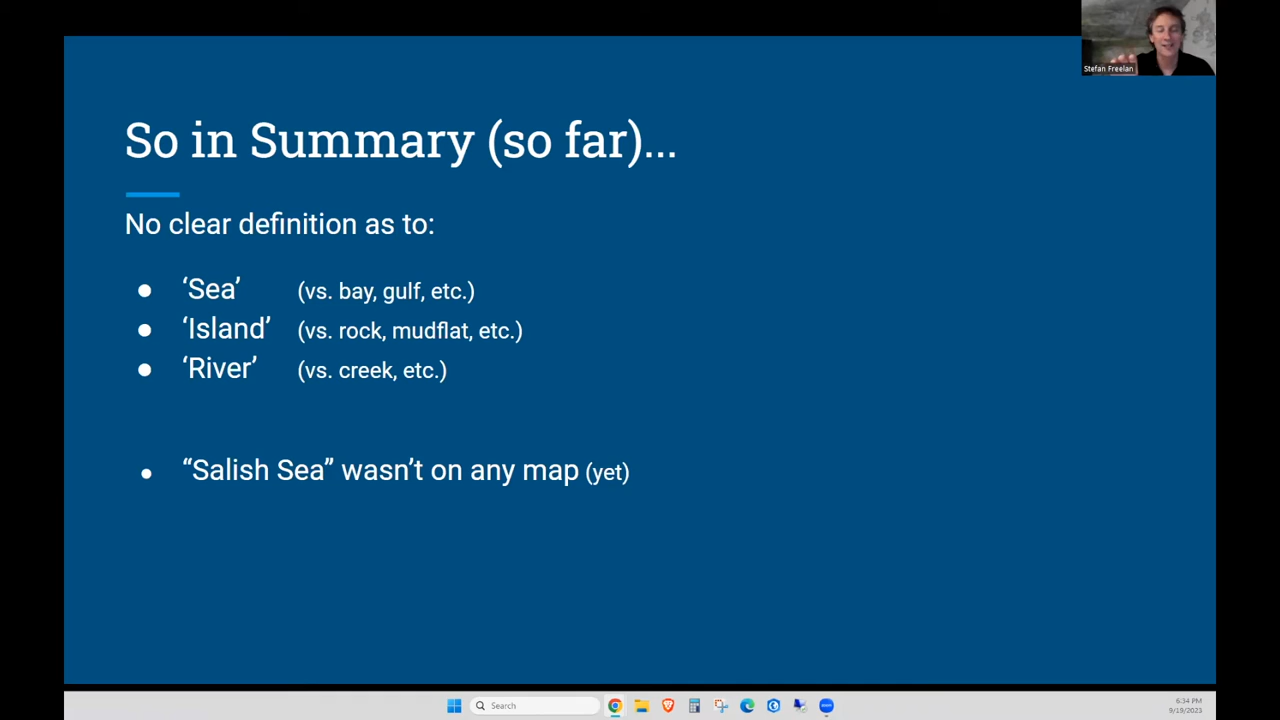 Stefan Freelan
So in Summary (so far)...
No clear definition as to:
● ‘Sea’ (vs. bay, gulf, etc.)
● ‘Island’ (vs. rock, mudflat, etc.)
● ‘River’ (vs. creek, etc.)
● “Salish Sea” wasn’t on any map (yet)
Search
6:34 PM
9/19/2023